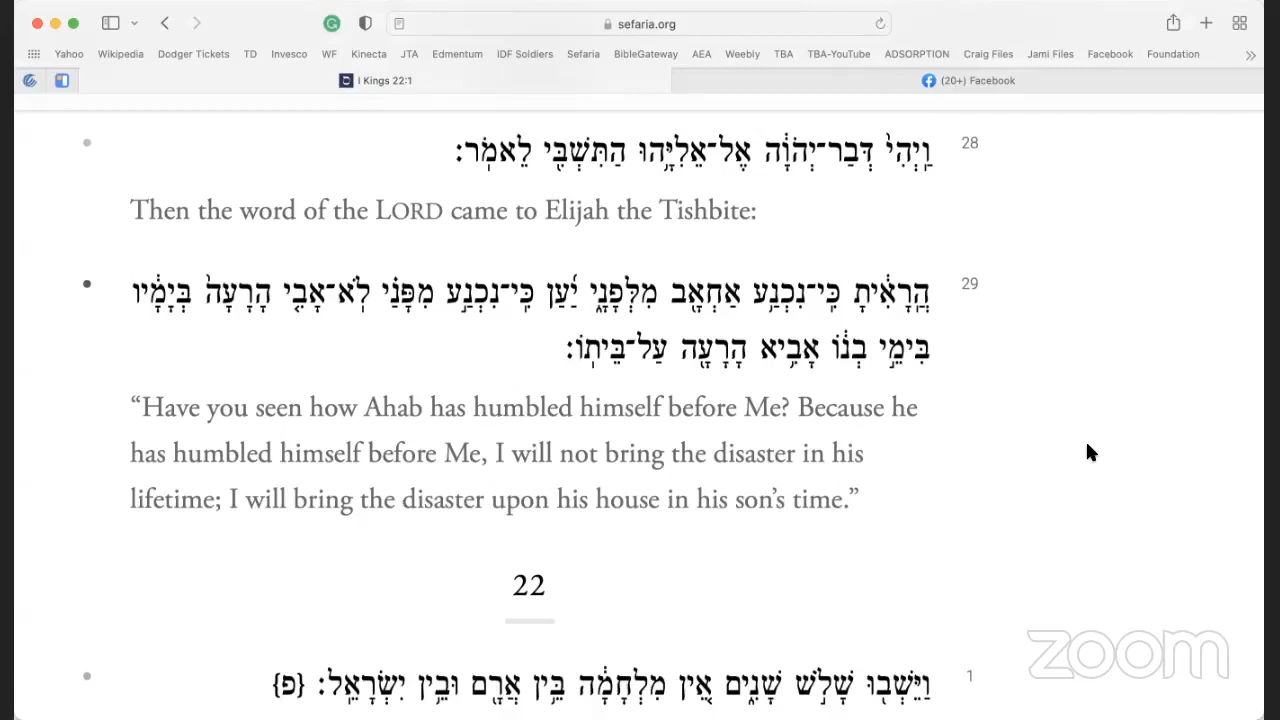 sefaria.org
Yahoo Wikipedia Dodger Tickets TD Invesco WF Kinecta JTA Edmentum IDF Soldiers Sefaria BibleGateway AEA Weebly TBA TBA-YouTube ADSORPTION Craig Files Jami Files Facebook Foundation
I Kings 22:1
(20+) Facebook
28
וַֽיְהִי֙ דְּבַר־יְהֹוָ֔ה אֶל־אֵלִיָּ֥הוּ הַתִּשְׁבִּ֖י לֵאמֹֽר׃
Then the word of the LORD came to Elijah the Tishbite:
29
הֲֽרָאִ֔יתָ כִּֽי־נִכְנַ֥ע אַחְאָ֖ב מִלְּפָנָ֑י יַ֜עַן כִּֽי־נִכְנַ֣ע מִפָּנַ֗י לֹֽא־אָבִ֤י הָרָעָה֙ בְּיָמָ֔יו
בִּימֵ֣י בְנ֔וֹ אָבִ֥יא הָרָעָ֖ה עַל־בֵּיתֽוֹ׃
“Have you seen how Ahab has humbled himself before Me? Because he
has humbled himself before Me, I will not bring the disaster in his
lifetime; I will bring the disaster upon his house in his son’s time.”
22
1
וַיֵּשְׁב֖וּ שָׁלֹ֣שׁ שָׁנִ֑ים אֵ֚ין מִלְחָמָ֔ה בֵּ֥ין אֲרָ֖ם וּבֵ֥ין יִשְׂרָאֵֽל׃ {פ}
zoom